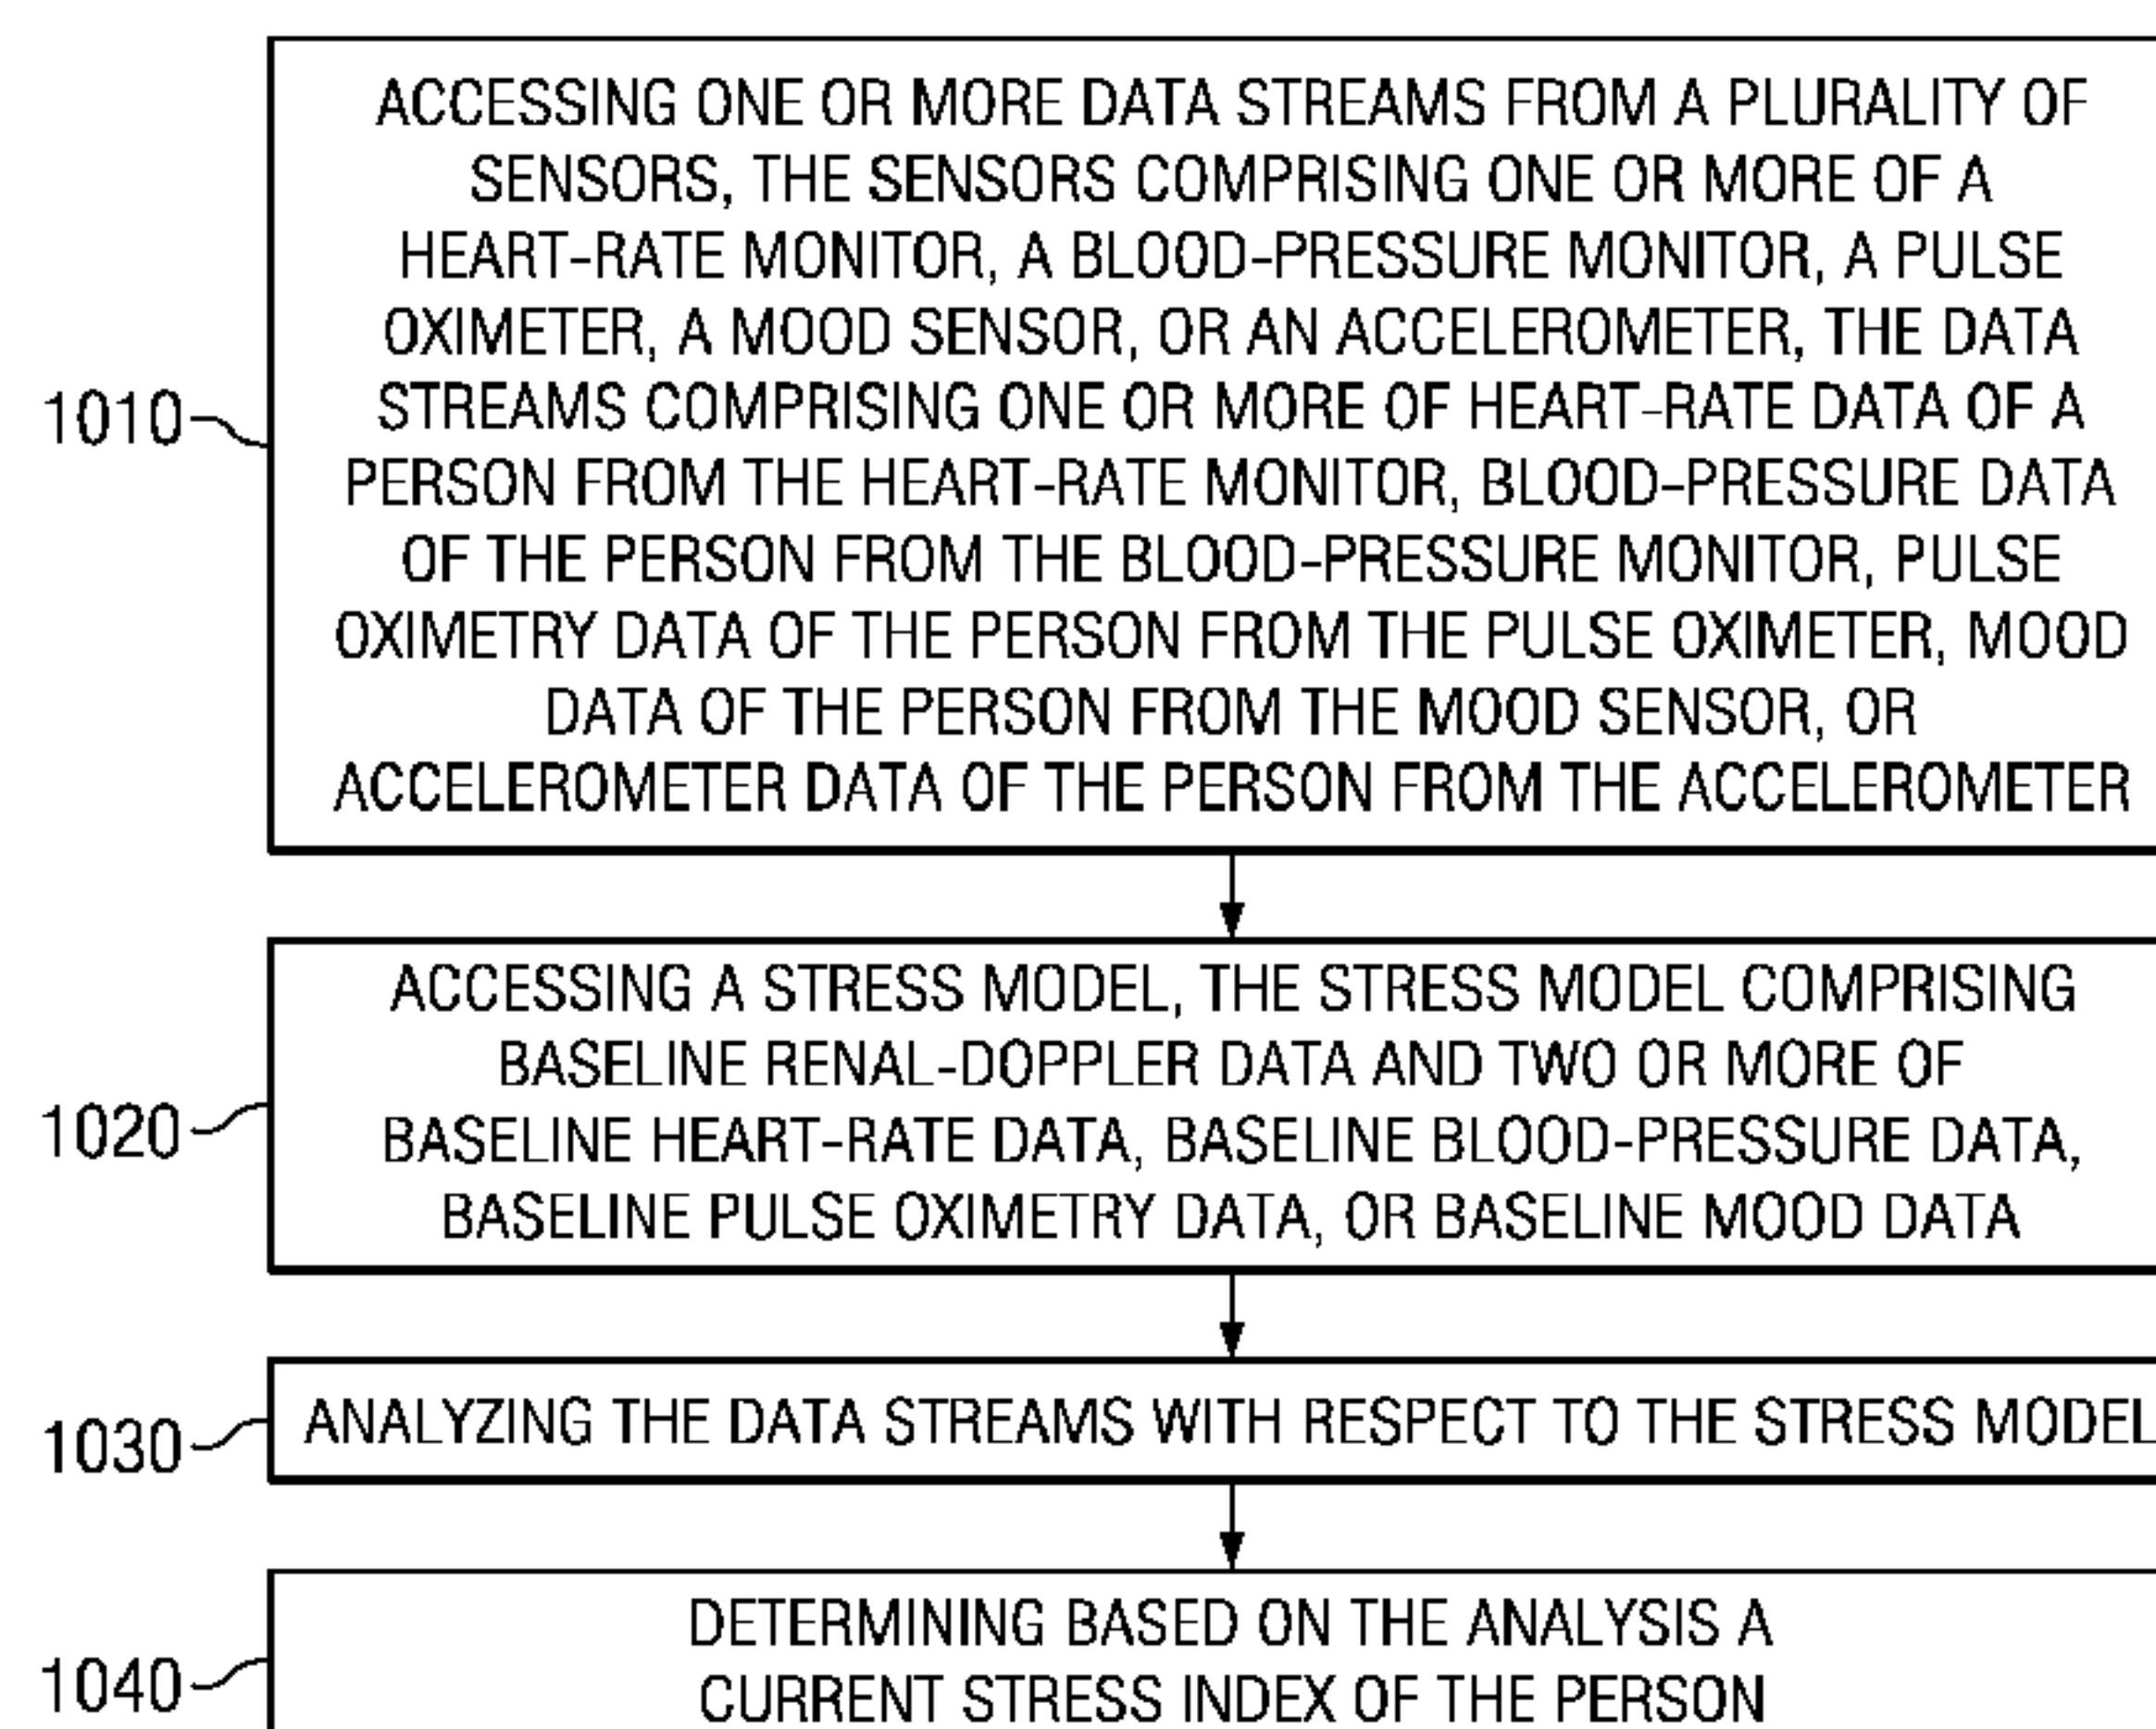 ACCESSING ONE OR MORE DATA STREAMS FROM A PLURALITY OF
SENSORS, THE SENSORS COMPRISING ONE OR MORE OF A
HEART-RATE MONITOR, A BLOOD-PRESSURE MONITOR, A PULSE
OXIMETER, A MOOD SENSOR, OR AN ACCELEROMETER, THE DATA
1010
STREAMS COMPRISING ONE OR MORE OF HEART-RATE DATA OF A
PERSON FROM THE HEART-RATE MONITOR, BLOOD-PRESSURE DATA
OF THE PERSON FROM THE BLOOD-PRESSURE MONITOR, PULSE
OXIMETRY DATA OF THE PERSON FROM THE PULSE OXIMETER, MOOD
DATA OF THE PERSON FROM THE MOOD SENSOR, OR
ACCELEROMETER DATA OF THE PERSON FROM THE ACCELEROMETER
ACCESSING A STRESS MODEL, THE STRESS MODEL COMPRISING
BASELINE RENAL-DOPPLER DATA AND TWO OR MORE OF
1020
BASELINE HEART-RATE DATA, BASELINE BLOOD-PRESSURE DATA,
BASELINE PULSE OXIMETRY DATA, OR BASELINE MOOD DATA
1030
ANALYZING THE DATA STREAMS WITH RESPECT TO THE STRESS MODEL
DETERMINING BASED ON THE ANALYSIS A
1040
CURRENT STRESS INDEX OF THE PERSON